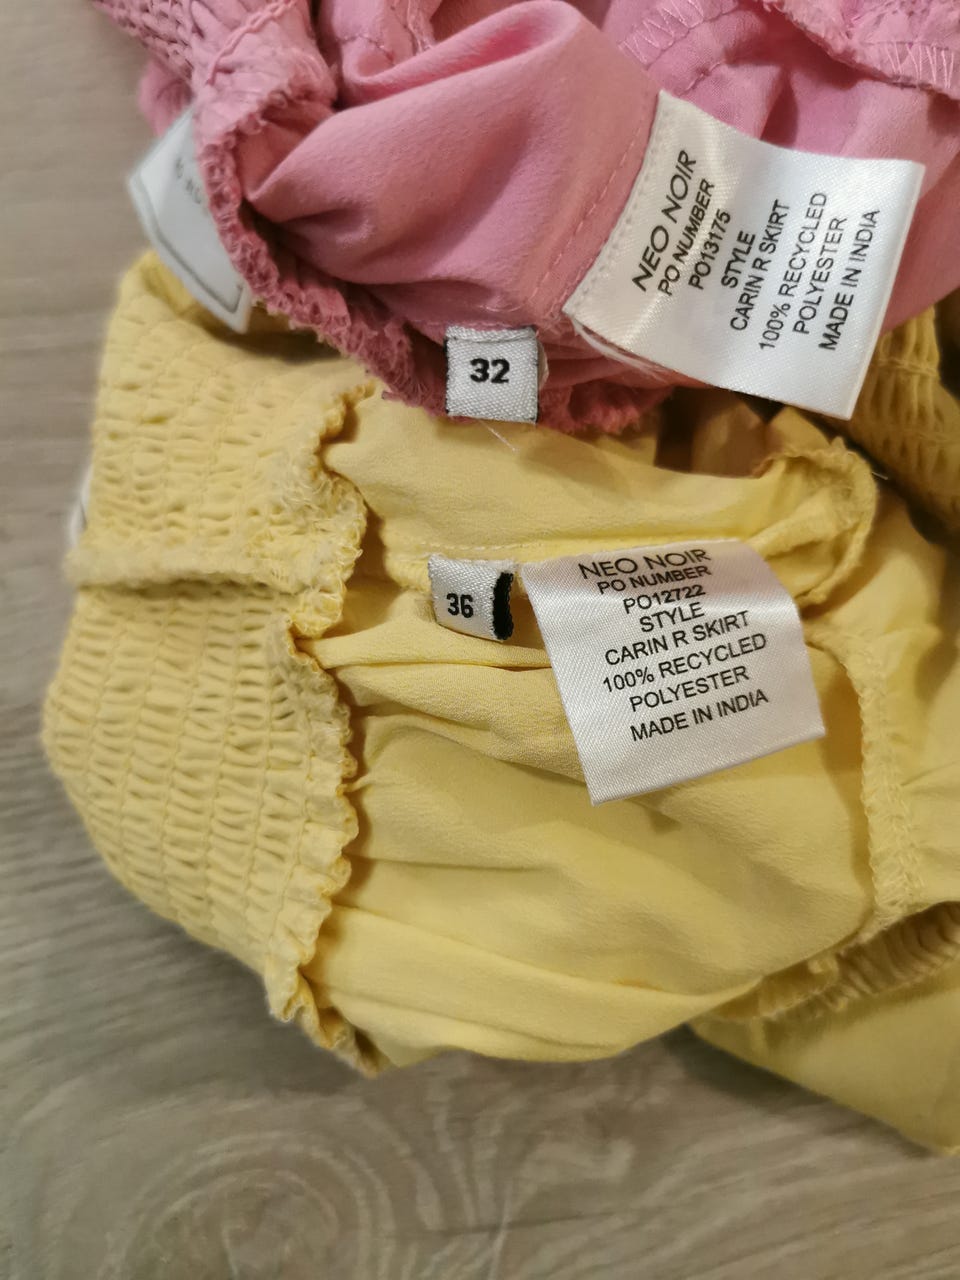 NEO NOIR
PO NUMBER
PO13175
STYLE
CARIN R SKIRT
100% RECYCLED
POLYESTER
MADE IN INDIA
32
36
NEO NOIR
PO NUMBER
PO12722
STYLE
CARIN R SKIRT
100% RECYCLED
POLYESTER
MADE IN INDIA